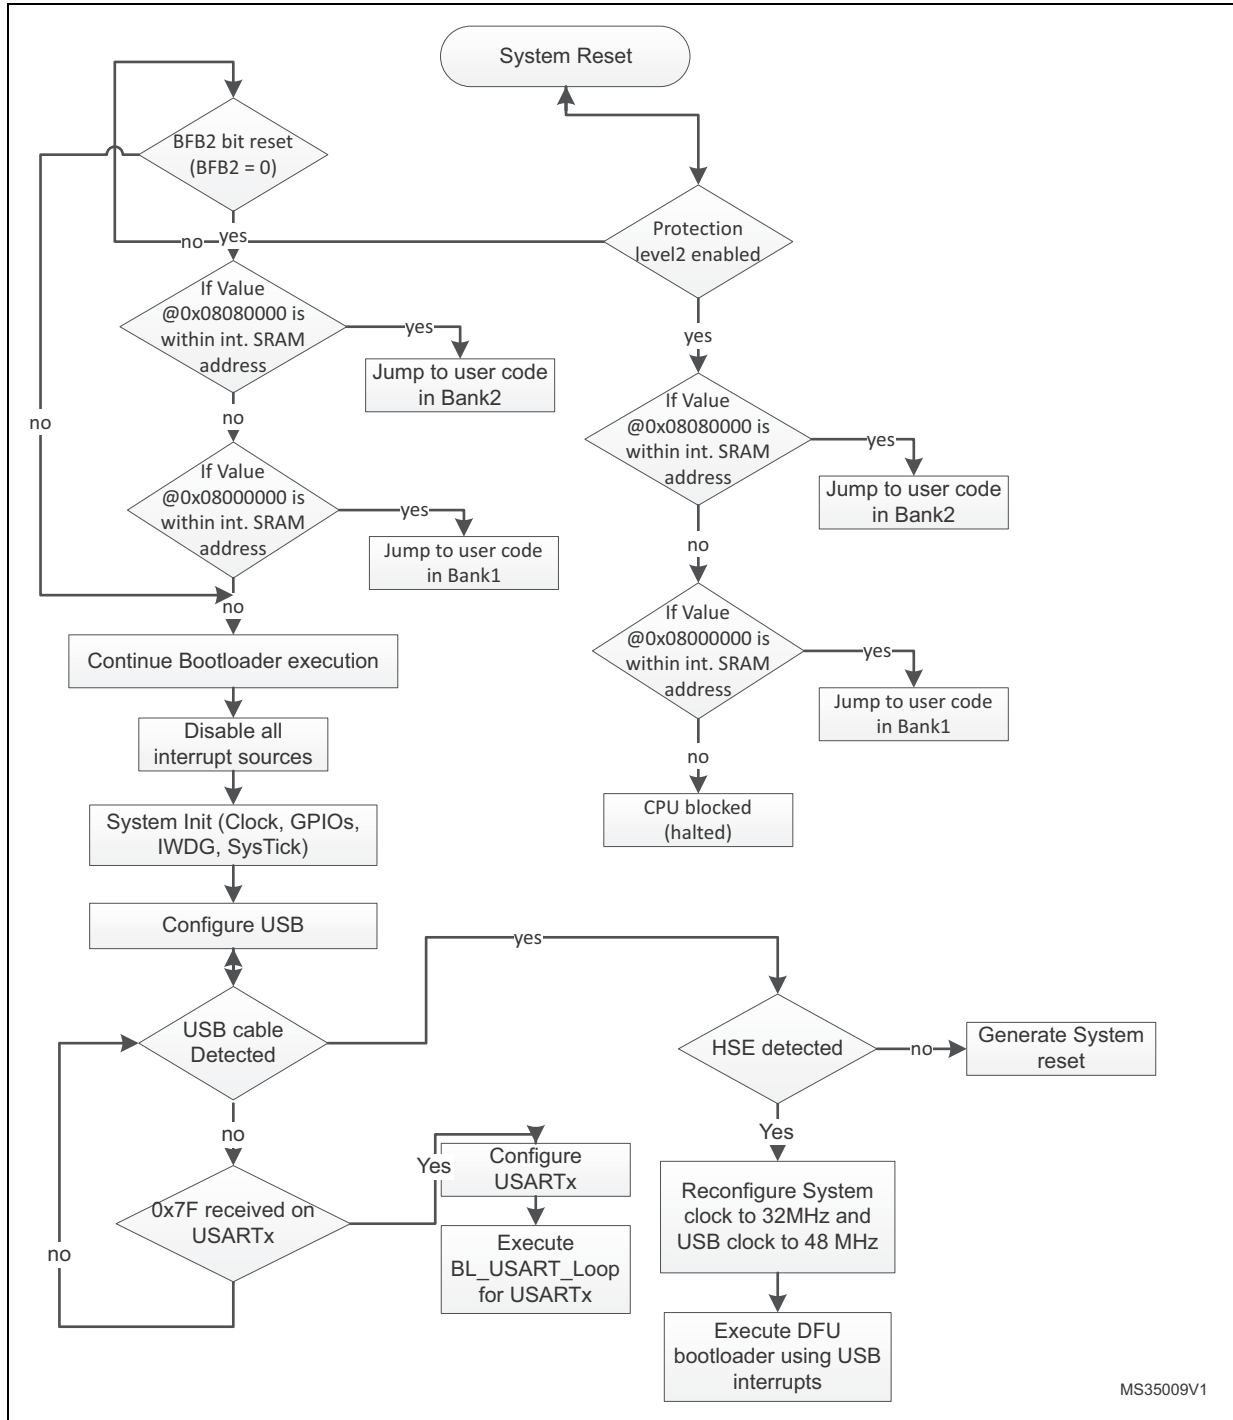 System Reset
BFB2 bit reset
(BFB2 = 0)
Protection
level2 enabled
no
yes
If Value
@0x08080000 is
within int. SRAM
address
yes
Jump to user code
in Bank2
no
no
If Value
@0x08000000 is
within int. SRAM
address
yes
Jump to user code
in Bank1
no
yes
If Value
@0x08080000 is
within int. SRAM
address
yes
Jump to user code
in Bank2
no
If Value
@0x08000000 is
within int. SRAM
address
yes
Jump to user code
in Bank1
no
CPU blocked
(halted)
Continue Bootloader execution
Disable all
interrupt sources
System Init (Clock, GPIOs,
IWDG, SysTick)
Configure USB
yes
USB cable
Detected
HSE detected
no
Generate System
reset
no
Yes
0x7F received on
USARTx
no
Yes
Configure
USARTx
Execute
BL_USART_Loop
for USARTx
Reconfigure System
clock to 32MHz and
USB clock to 48 MHz
Execute DFU
bootloader using USB
interrupts
MS35009V1